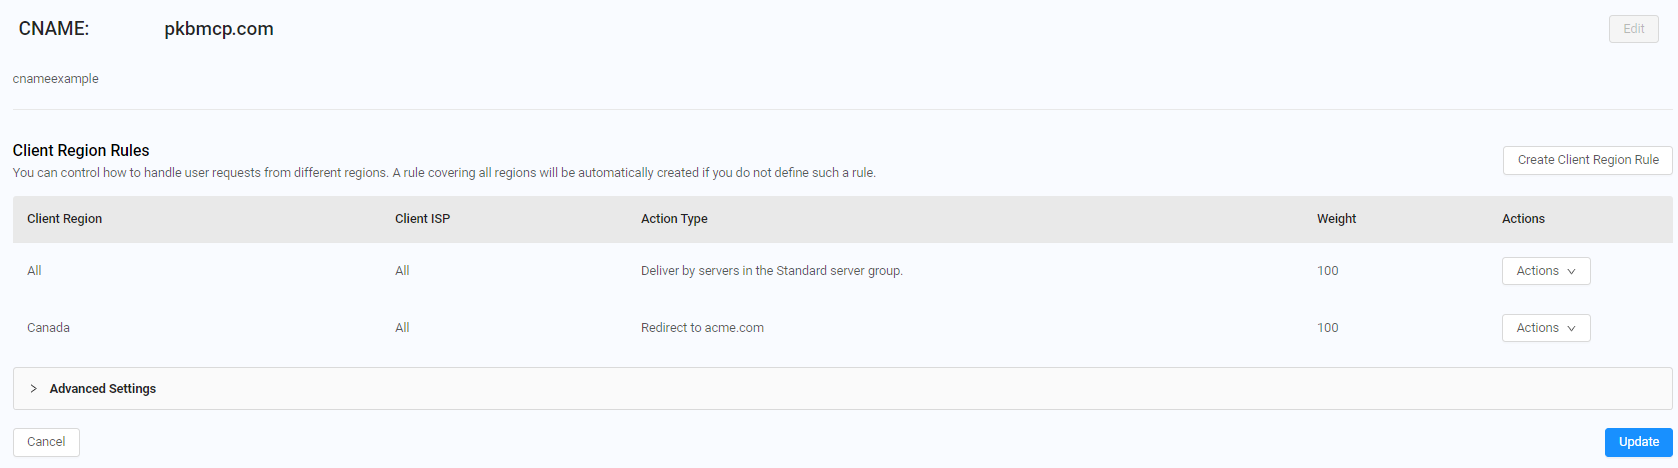 CNAME: pkbmcp.com
Edit
cnameexample
Client Region Rules
You can control how to handle user requests from different regions. A rule covering all regions will be automatically created if you do not define such a rule.
Create Client Region Rule
Client Region Client ISP Action Type Weight Actions
All All Deliver by servers in the Standard server group. 100 Actions
Canada All Redirect to acme.com 100 Actions
Advanced Settings
Cancel Update